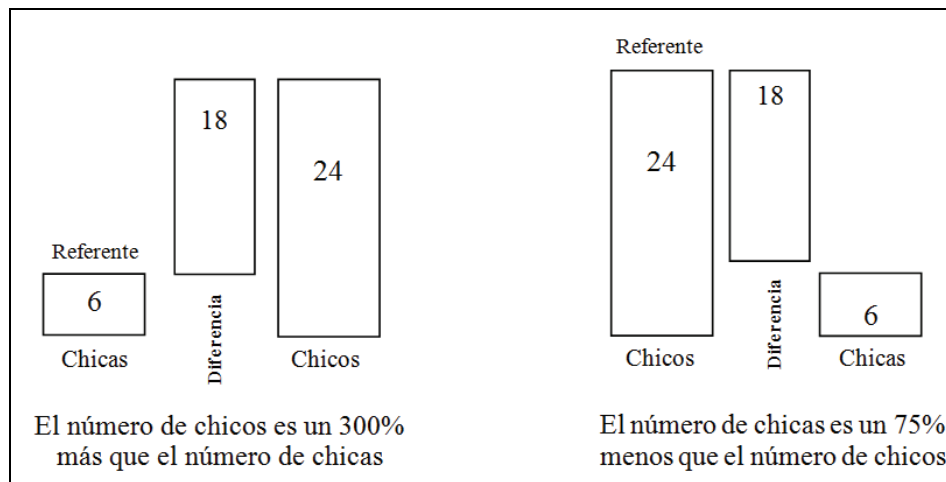 Referente
6
Chicas
18
Diferencia
24
Chicos
El número de chicos es un 300%
más que el número de chicas
Referente
24
Chicos
18
Diferencia
6
Chicas
El número de chicas es un 75%
menos que el número de chicos